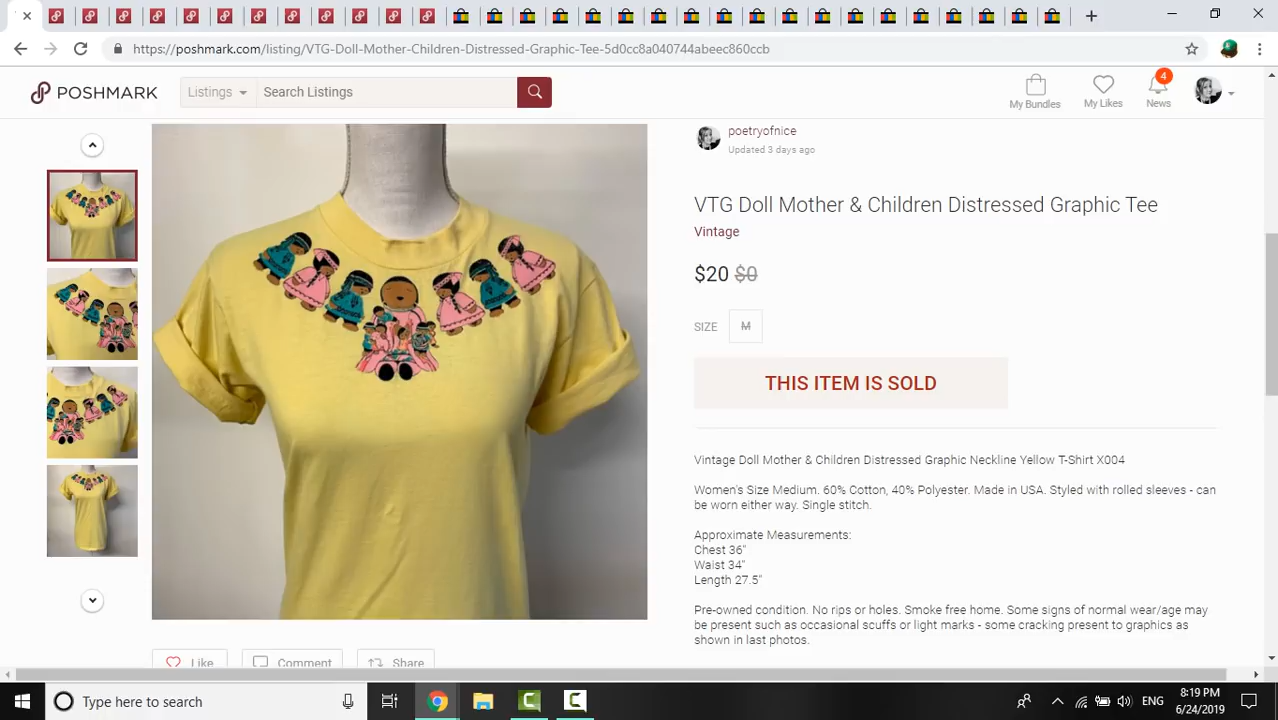 https://poshmark.com/listing/VTG-Doll-Mother-Children-Distressed-Graphic-Tee-5d0cc8a040744abeec860ccb
POSHMARK
Listings
Search Listings
My Bundles
My Likes
4
News
poetryofnice
Updated 3 days ago
VTG Doll Mother & Children Distressed Graphic Tee
Vintage
$20 $0
SIZE M
THIS ITEM IS SOLD
Vintage Doll Mother & Children Distressed Graphic Neckline Yellow T-Shirt X004
Women's Size Medium. 60% Cotton, 40% Polyester. Made in USA. Styled with rolled sleeves - can
be worn either way. Single stitch.
Approximate Measurements:
Chest 36"
Waist 34"
Length 27.5"
Pre-owned condition. No rips or holes. Smoke free home. Some signs of normal wear/age may
be present such as occasional scuffs or light marks - some cracking present to graphics as
shown in last photos.
Like
Comment
Share
Type here to search
ENG
8:19 PM
6/24/2019